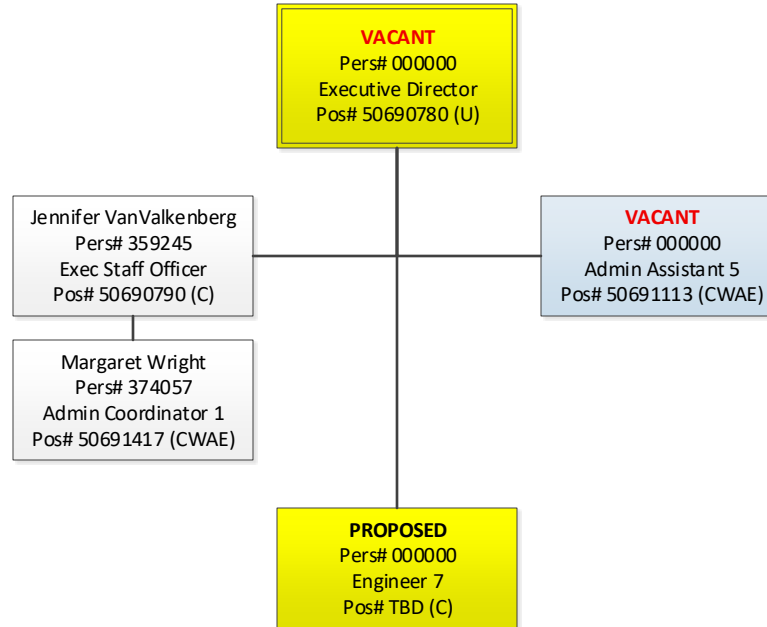 VACANT
Pers# 000000
Executive Director
Pos# 50690780 (U)
Jennifer VanValkenberg
Pers# 359245
Exec Staff Officer
Pos# 50690790 (C)
VACANT
Pers# 000000
Admin Assistant 5
Pos# 50691113 (CWAE)
Margaret Wright
Pers# 374057
Admin Coordinator 1
Pos# 50691417 (CWAE)
PROPOSED
Pers# 000000
Engineer 7
Pos# TBD (C)